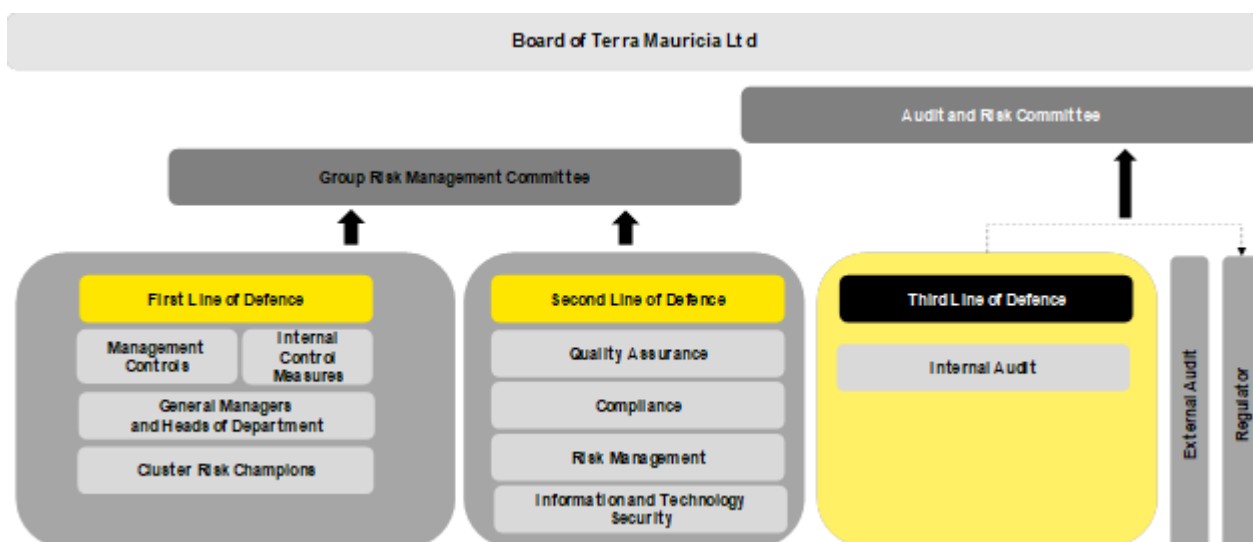 Board of Terra Mauricia Ltd
Audit and Risk Committee
Group Risk Management Committee
First Line of Defence
Management
Controls
Internal
Control
Measures
General Managers
and Heads of Department
Cluster Risk Champions
Second Line of Defence
Quality Assurance
Compliance
Risk Management
Information and Technology
Security
Third Line of Defence
Internal Audit
External Audit
Regulator